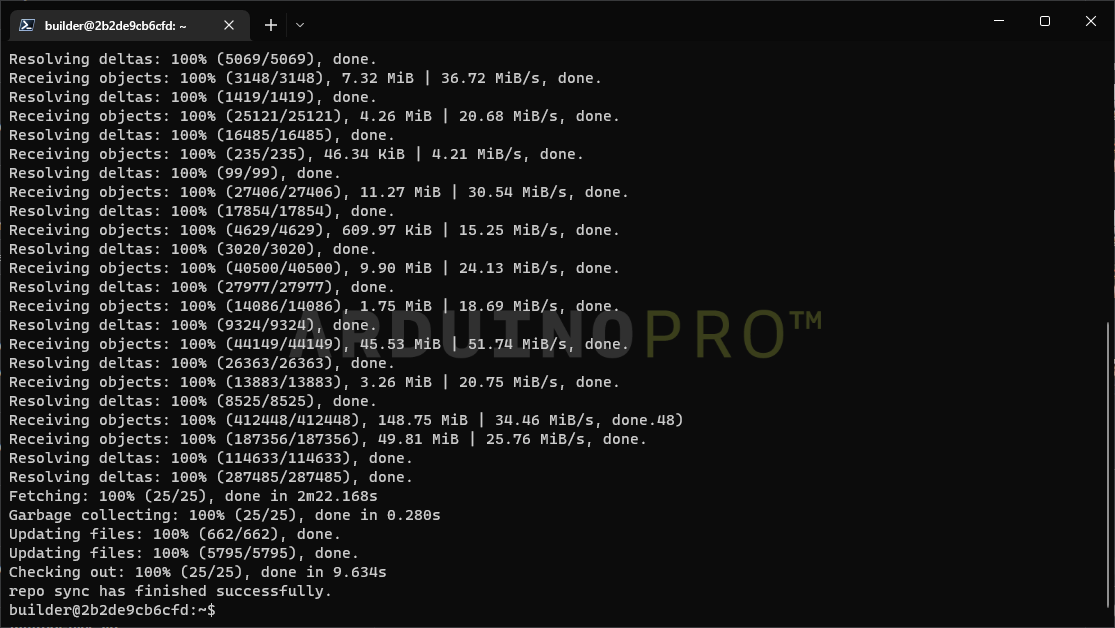 builder@2b2de9cb6cfd: ~
Resolving deltas: 100% (5069/5069), done.
Receiving objects: 100% (3148/3148), 7.32 MiB | 36.72 MiB/s, done.
Resolving deltas: 100% (1419/1419), done.
Receiving objects: 100% (25121/25121), 4.26 MiB | 20.68 MiB/s, done.
Resolving deltas: 100% (16485/16485), done.
Receiving objects: 100% (235/235), 46.34 KiB | 4.21 MiB/s, done.
Resolving deltas: 100% (99/99), done.
Receiving objects: 100% (27406/27406), 11.27 MiB | 30.54 MiB/s, done.
Resolving deltas: 100% (17854/17854), done.
Receiving objects: 100% (4629/4629), 609.97 KiB | 15.25 MiB/s, done.
Resolving deltas: 100% (3020/3020), done.
Receiving objects: 100% (40500/40500), 9.90 MiB | 24.13 MiB/s, done.
Resolving deltas: 100% (27977/27977), done.
Receiving objects: 100% (14086/14086), 1.75 MiB | 18.69 MiB/s, done.
Resolving deltas: 100% (9324/9324), done.
ARDUINOPRO™
Receiving objects: 100% (44149/44149), 45.53 MiB | 51.74 MiB/s, done.
Resolving deltas: 100% (26363/26363), done.
Receiving objects: 100% (13883/13883), 3.26 MiB | 20.75 MiB/s, done.
Resolving deltas: 100% (8525/8525), done.
Receiving objects: 100% (412448/412448), 148.75 MiB | 34.46 MiB/s, done.48)
Receiving objects: 100% (187356/187356), 49.81 MiB | 25.76 MiB/s, done.
Resolving deltas: 100% (114633/114633), done.
Resolving deltas: 100% (287485/287485), done.
Fetching: 100% (25/25), done in 2m22.168s
Garbage collecting: 100% (25/25), done in 0.280s
Updating files: 100% (662/662), done.
Updating files: 100% (5795/5795), done.
Checking out: 100% (25/25), done in 9.634s
repo sync has finished successfully.
builder@2b2de9cb6cfd:~$